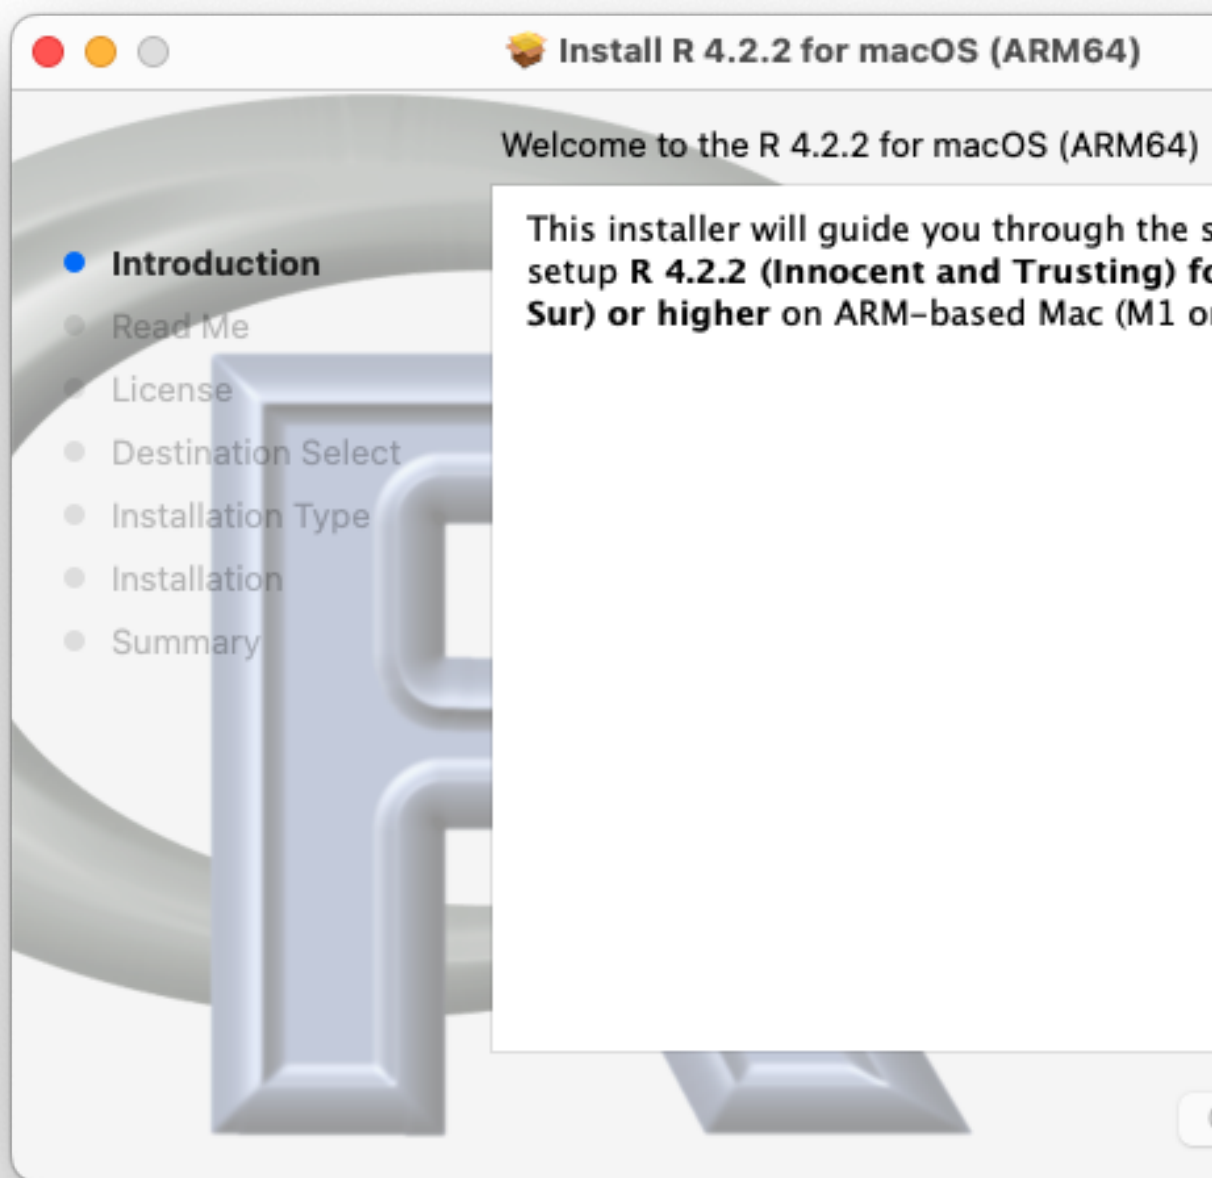 Install R 4.2.2 for macOS (ARM64)
Welcome to the R 4.2.2 for macOS (ARM64)
This installer will guide you through the
setup R 4.2.2 (Innocent and Trusting)
Sur) or higher on ARM-based Mac (M1
Introduction
Read Me
License
Destination Select
Installation Type
Installation
Summary
R